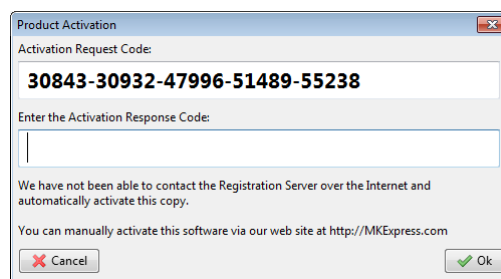 Product Activation
Activation Request Code:
30843-30932-47996-51489-55238
Enter the Activation Response Code:
We have not been able to contact the Registration Server over the Internet and
automatically activate this copy.
You can manually activate this software via our web site at http://MKExpress.com
Cancel Ok